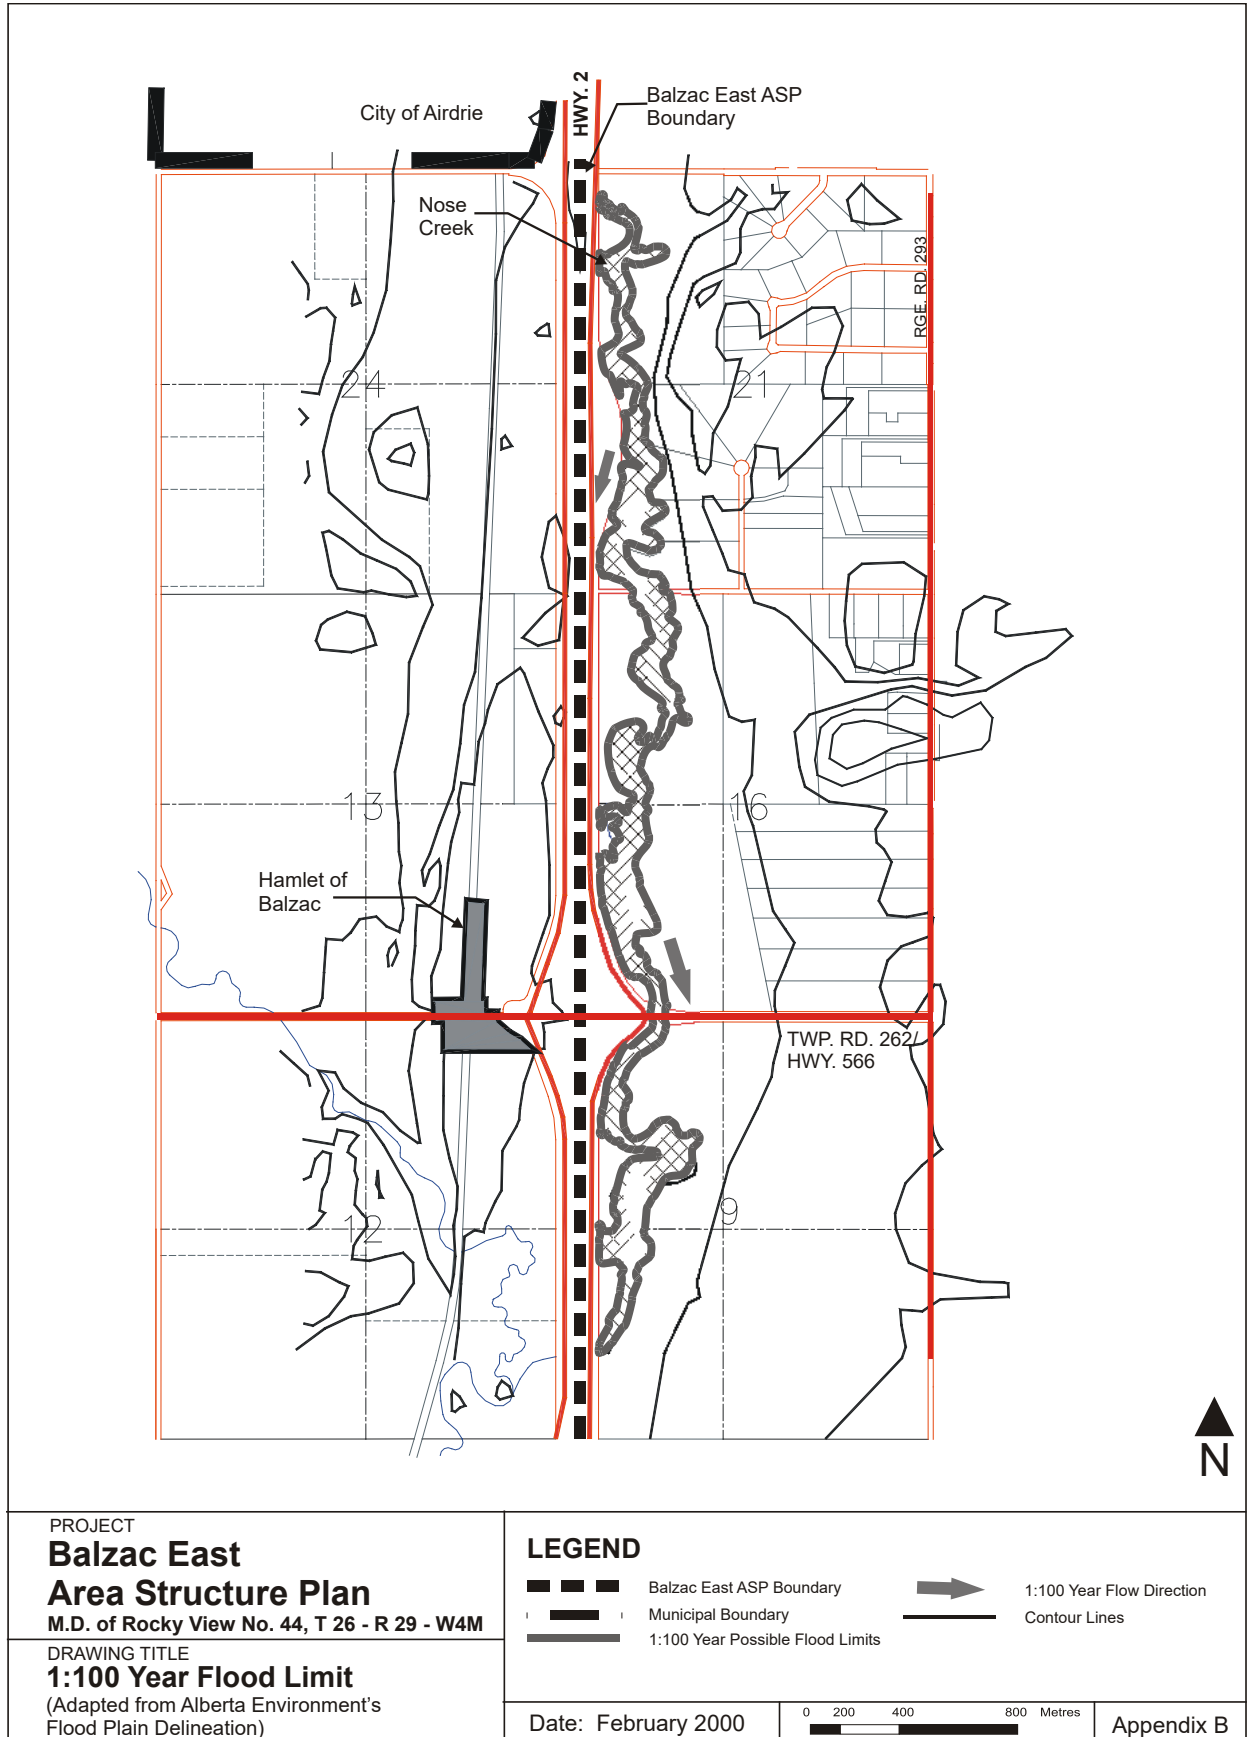 HWY. 2
Balzac East ASP
Boundary
City of Airdrie
Nose
Creek
RGE. RD. 293
24
21
13
16
Hamlet of
Balzac
TWP. RD. 262/
HWY. 566
12
9
N
PROJECT
Balzac East
Area Structure Plan
M.D. of Rocky View No. 44, T 26 - R 29 - W4M
DRAWING TITLE
1:100 Year Flood Limit
(Adapted from Alberta Environment's
Flood Plain Delineation)
LEGEND
Balzac East ASP Boundary
Municipal Boundary
1:100 Year Possible Flood Limits
1:100 Year Flow Direction
Contour Lines
Date: February 2000
0 200 400 800 Metres
Appendix B